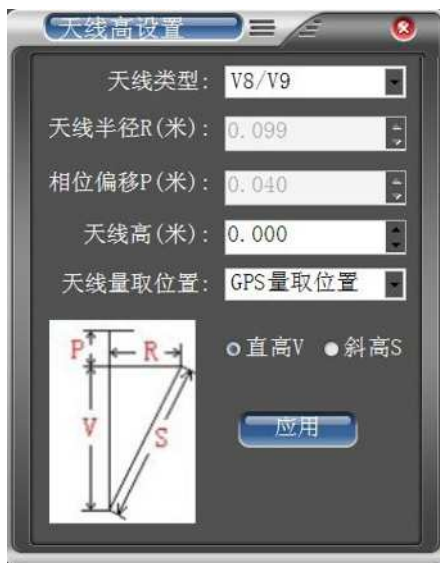 天线高设置
天线类型: V8/V9
天线半径R(米): 0.099
相位偏移P(米): 0.040
天线高(米): 0.000
天线量取位置: GPS量取位置
P R
V S
直高V 斜高S
应用